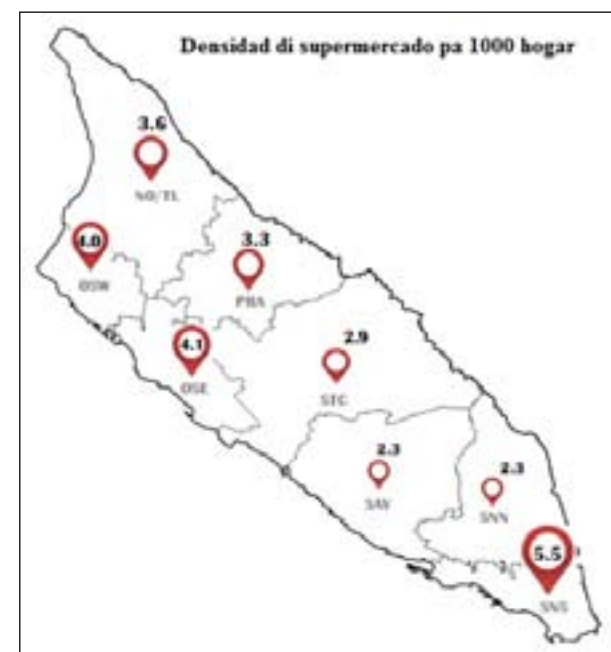 Densidad di supermercado pa 1000 hogar
3.6
NO/TL
4.0
OSW
3.3
PBA
4.1
OSE
2.9
STC
2.3
SAV
2.3
SNN
5.5
SNS